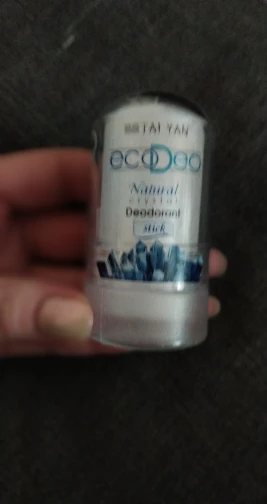 TAI YAN
ecoDeo
Natural
crystal
Deodorant
stick